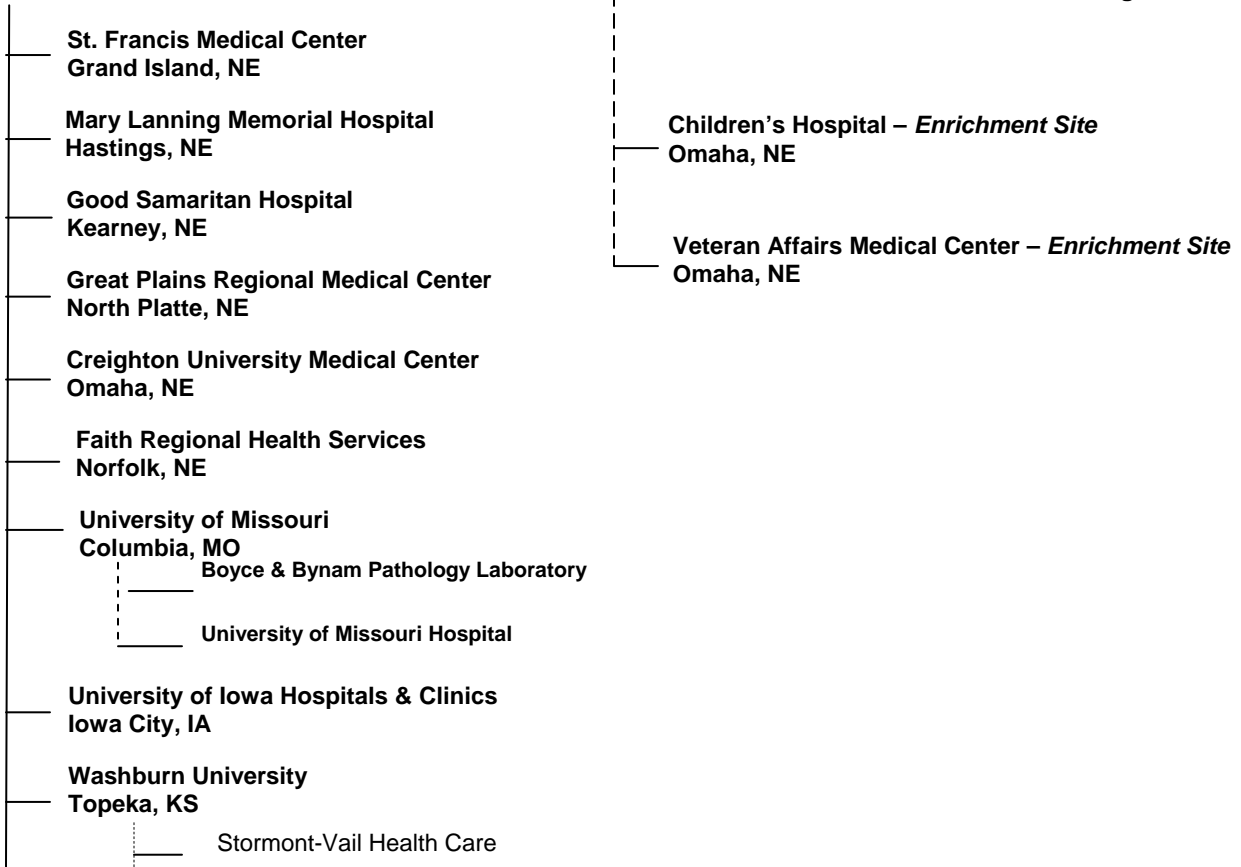 St. Francis Medical Center
Grand Island, NE
Mary Lanning Memorial Hospital
Hastings, NE
Good Samaritan Hospital
Kearney, NE
Great Plains Regional Medical Center
North Platte, NE
Creighton University Medical Center
Omaha, NE
Faith Regional Health Services
Norfolk, NE
University of Missouri
Columbia, MO
Boyce & Bynam Pathology Laboratory
University of Missouri Hospital
University of Iowa Hospitals & Clinics
Iowa City, IA
Washburn University
Topeka, KS
Stormont-Vail Health Care
Children's Hospital – Enrichment Site
Omaha, NE
Veteran Affairs Medical Center – Enrichment Site
Omaha, NE